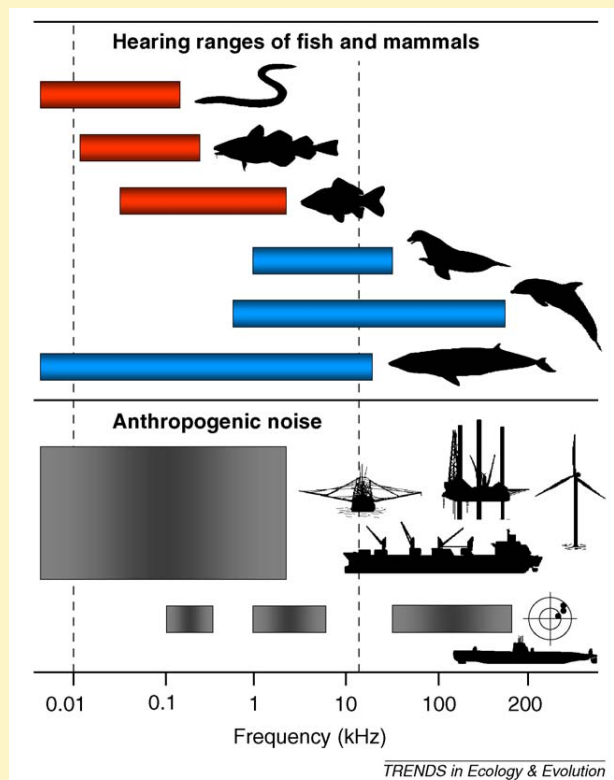 Hearing ranges of fish and mammals
Anthropogenic noise
0.01 0.1 1 10 100 200
Frequency (kHz)
TRENDS in Ecology & Evolution